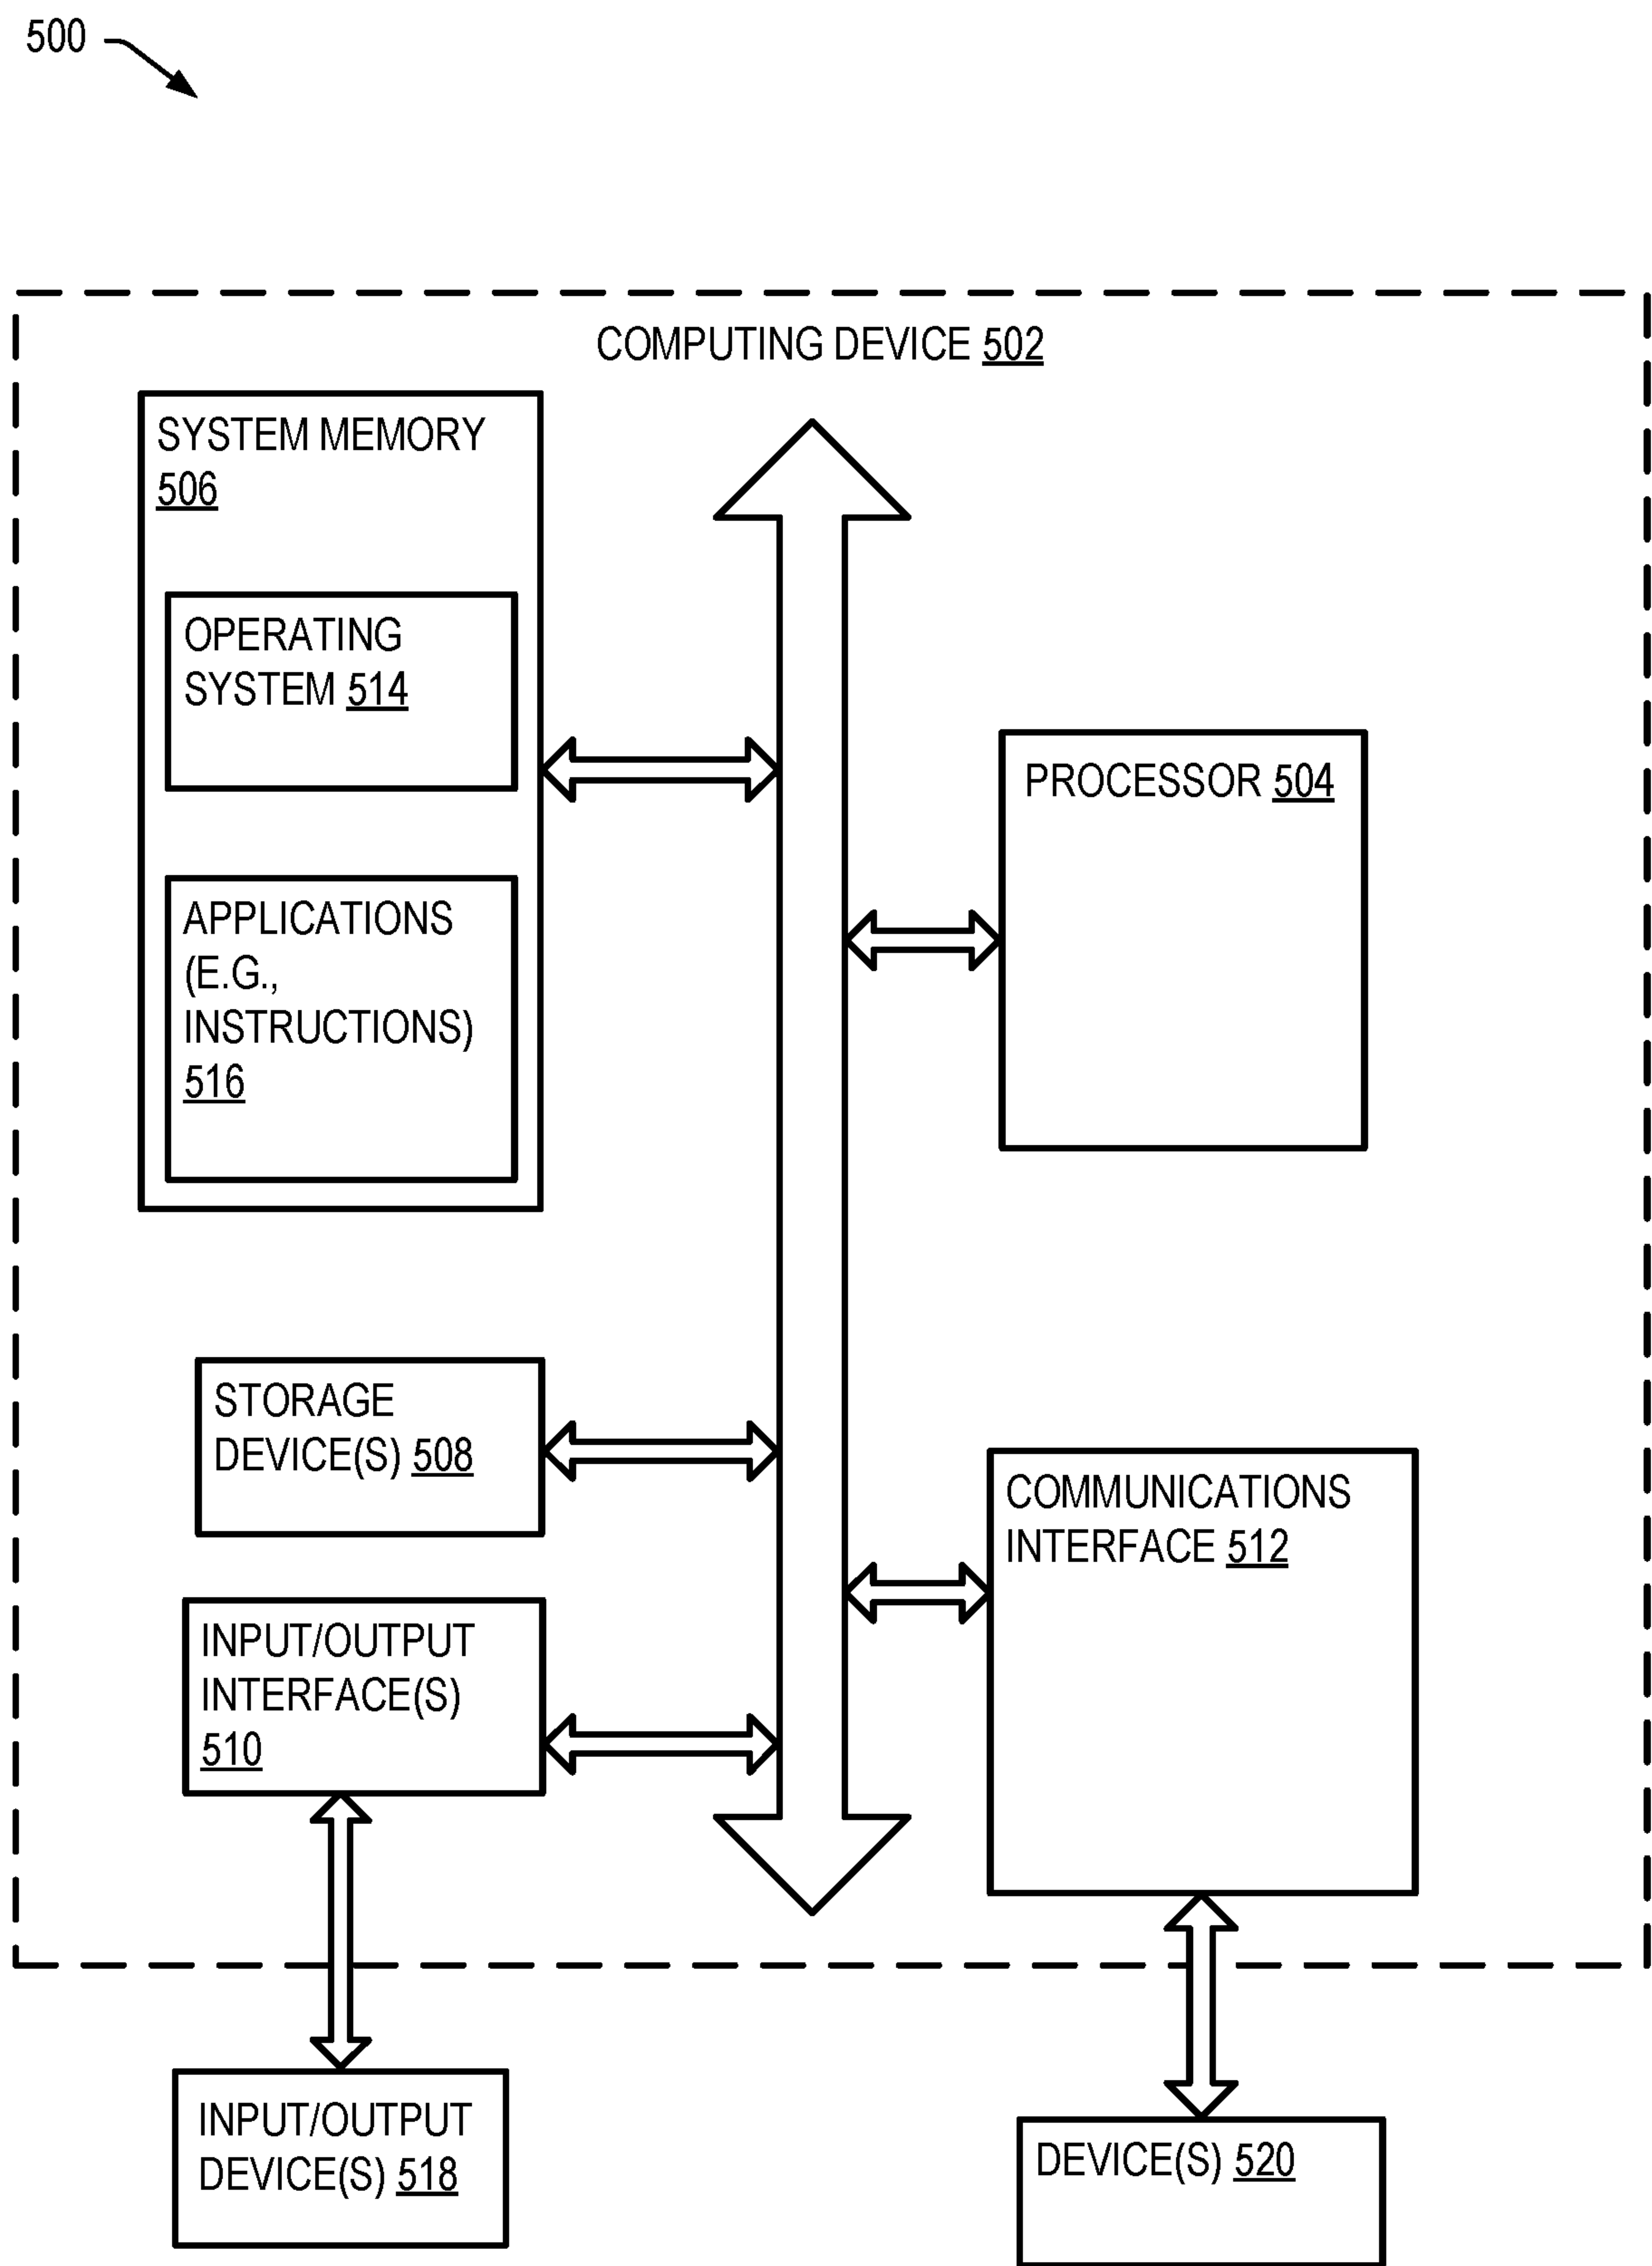 500
COMPUTING DEVICE 502
SYSTEM MEMORY
506
OPERATING
SYSTEM 514
APPLICATIONS
(E.G.,
INSTRUCTIONS)
516
PROCESSOR 504
STORAGE
DEVICE(S) 508
COMMUNICATIONS
INTERFACE 512
INPUT/OUTPUT
INTERFACE(S)
510
INPUT/OUTPUT
DEVICE(S) 518
DEVICE(S) 520